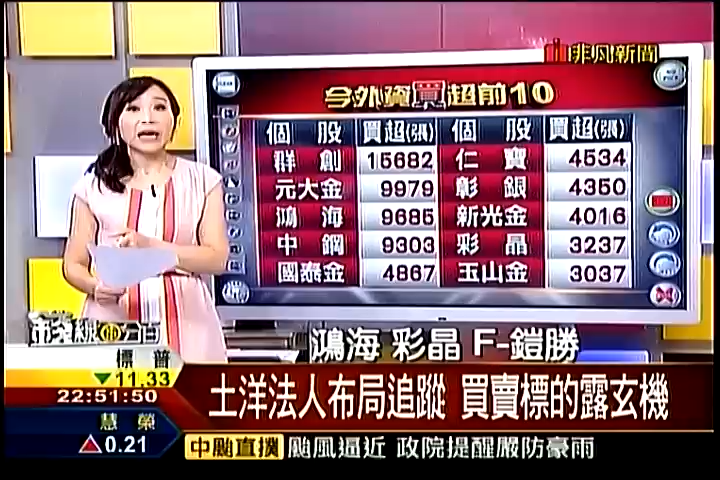 非凡新聞
今外資買超前10
個股 買超(張) 個股 買超(張)
群創 15682 仁寶 4534
元大金 9979 彰銀 4350
鴻海 9685 新光金 4016
中鋼 9303 彩晶 3237
國泰金 4867 玉山金 3037
鴻海 彩晶 F-鎧勝
標普
▼11.33
22:51:50
土洋法人布局追蹤 買賣標的露玄機
慧榮
▲0.21
中颱直撲 颱風逼近 政院提醒嚴防豪雨